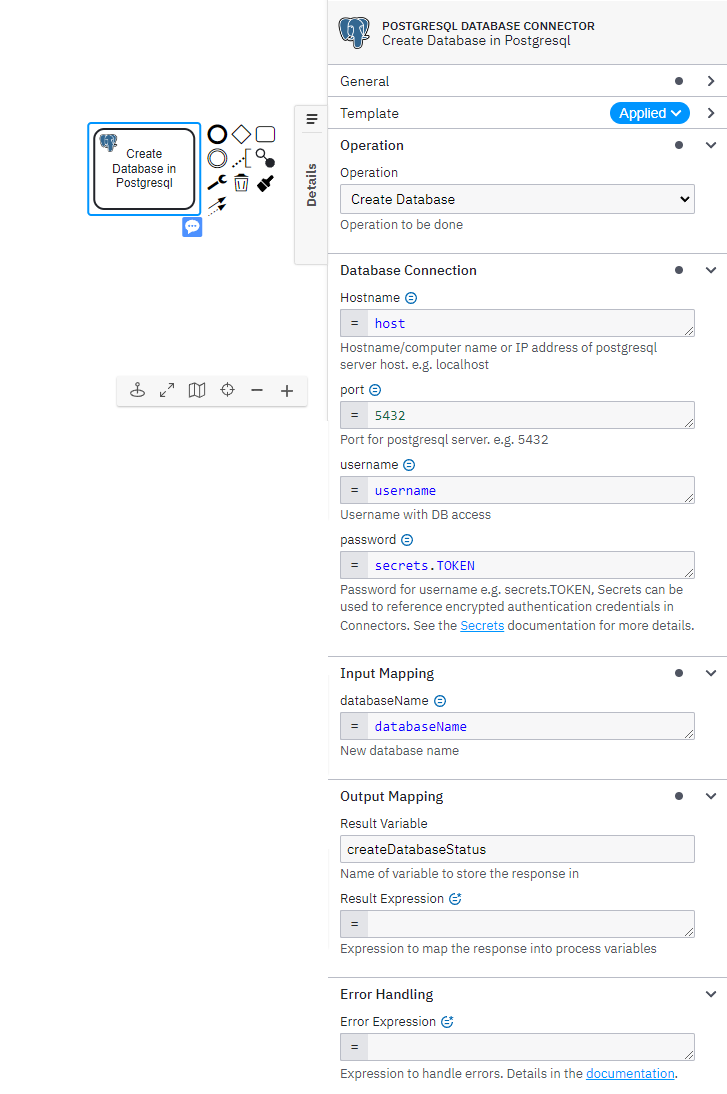 POSTGRESQL DATABASE CONNECTOR
Create Database in Postgresql
General
Template
Applied
Create
Database in
Postgresql
Details
Operation
Operation
Create Database
Operation to be done
Database Connection
Hostname
= host
Hostname/computer name or IP address of postgresql
server host. e.g. localhost
port
= 5432
Port for postgresql server. e.g. 5432
username
= username
Username with DB access
password
= secrets.TOKEN
Password for username e.g. secrets.TOKEN, Secrets can be
used to reference encrypted authentication credentials in
Connectors. See the Secrets documentation for more details.
Input Mapping
databaseName
= databaseName
New database name
Output Mapping
Result Variable
createDatabaseStatus
Name of variable to store the response in
Result Expression
=
Expression to map the response into process variables
Error Handling
Error Expression
=
Expression to handle errors. Details in the documentation.